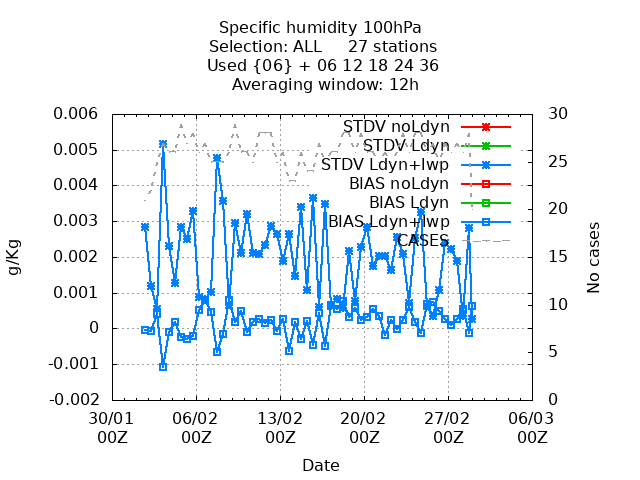 Specific humidity 100hPa
Selection: ALL 27 stations
Used {06} + 06 12 18 24 36
Averaging window: 12h
0.006
0.005
0.004
0.003
0.002
0.001
0
-0.001
-0.002
g/Kg
30
25
20
15
10
5
0
No cases
STDV noLdyn
STDV Ldyn
STDV Ldyn+lwp
BIAS noLdyn
BIAS Ldyn
BIAS Ldyn+lwp
CASES
30/01 06/02 13/02 20/02 27/02 06/03
00Z 00Z 00Z 00Z 00Z 00Z
Date